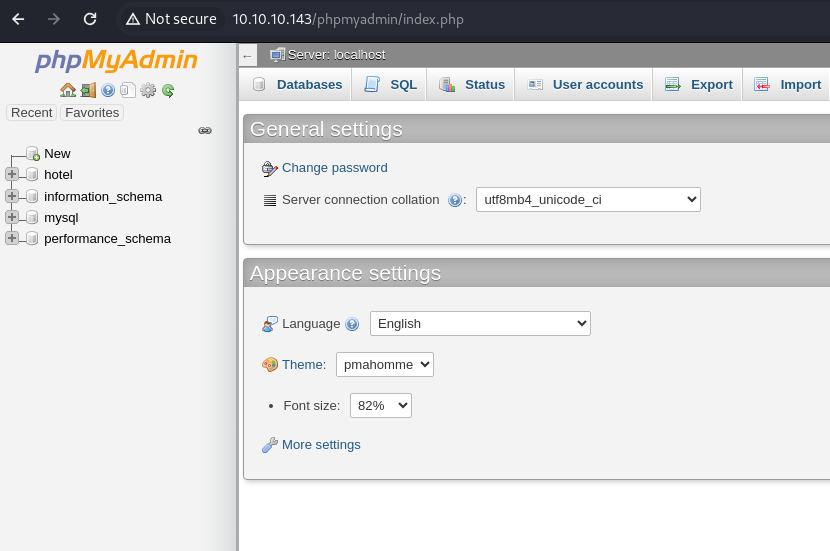 Not secure 10.10.10.143/phpmyadmin/index.php
phpMyAdmin
Recent Favorites
New
hotel
information_schema
mysql
performance_schema
← Server: localhost
Databases SQL Status User accounts Export Import
General settings
Change password
Server connection collation ? : utf8mb4_unicode_ci
Appearance settings
Language ? English
Theme: pmahomme
• Font size: 82%
More settings